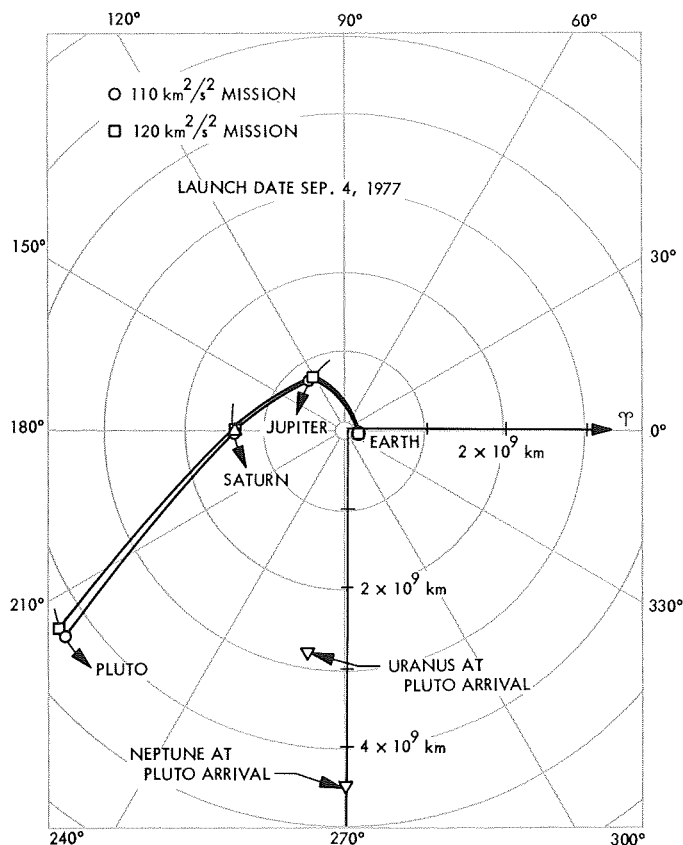 120°
90°
60°
○ 110 km²/s² MISSION
□ 120 km²/s² MISSION
LAUNCH DATE SEP. 4, 1977
150°
30°
JUPITER
180°
EARTH
♈
0°
2 × 10⁹ km
SATURN
2 × 10⁹ km
210°
330°
PLUTO
URANUS AT
PLUTO ARRIVAL
4 × 10⁹ km
NEPTUNE AT
PLUTO ARRIVAL
240°
270°
300°